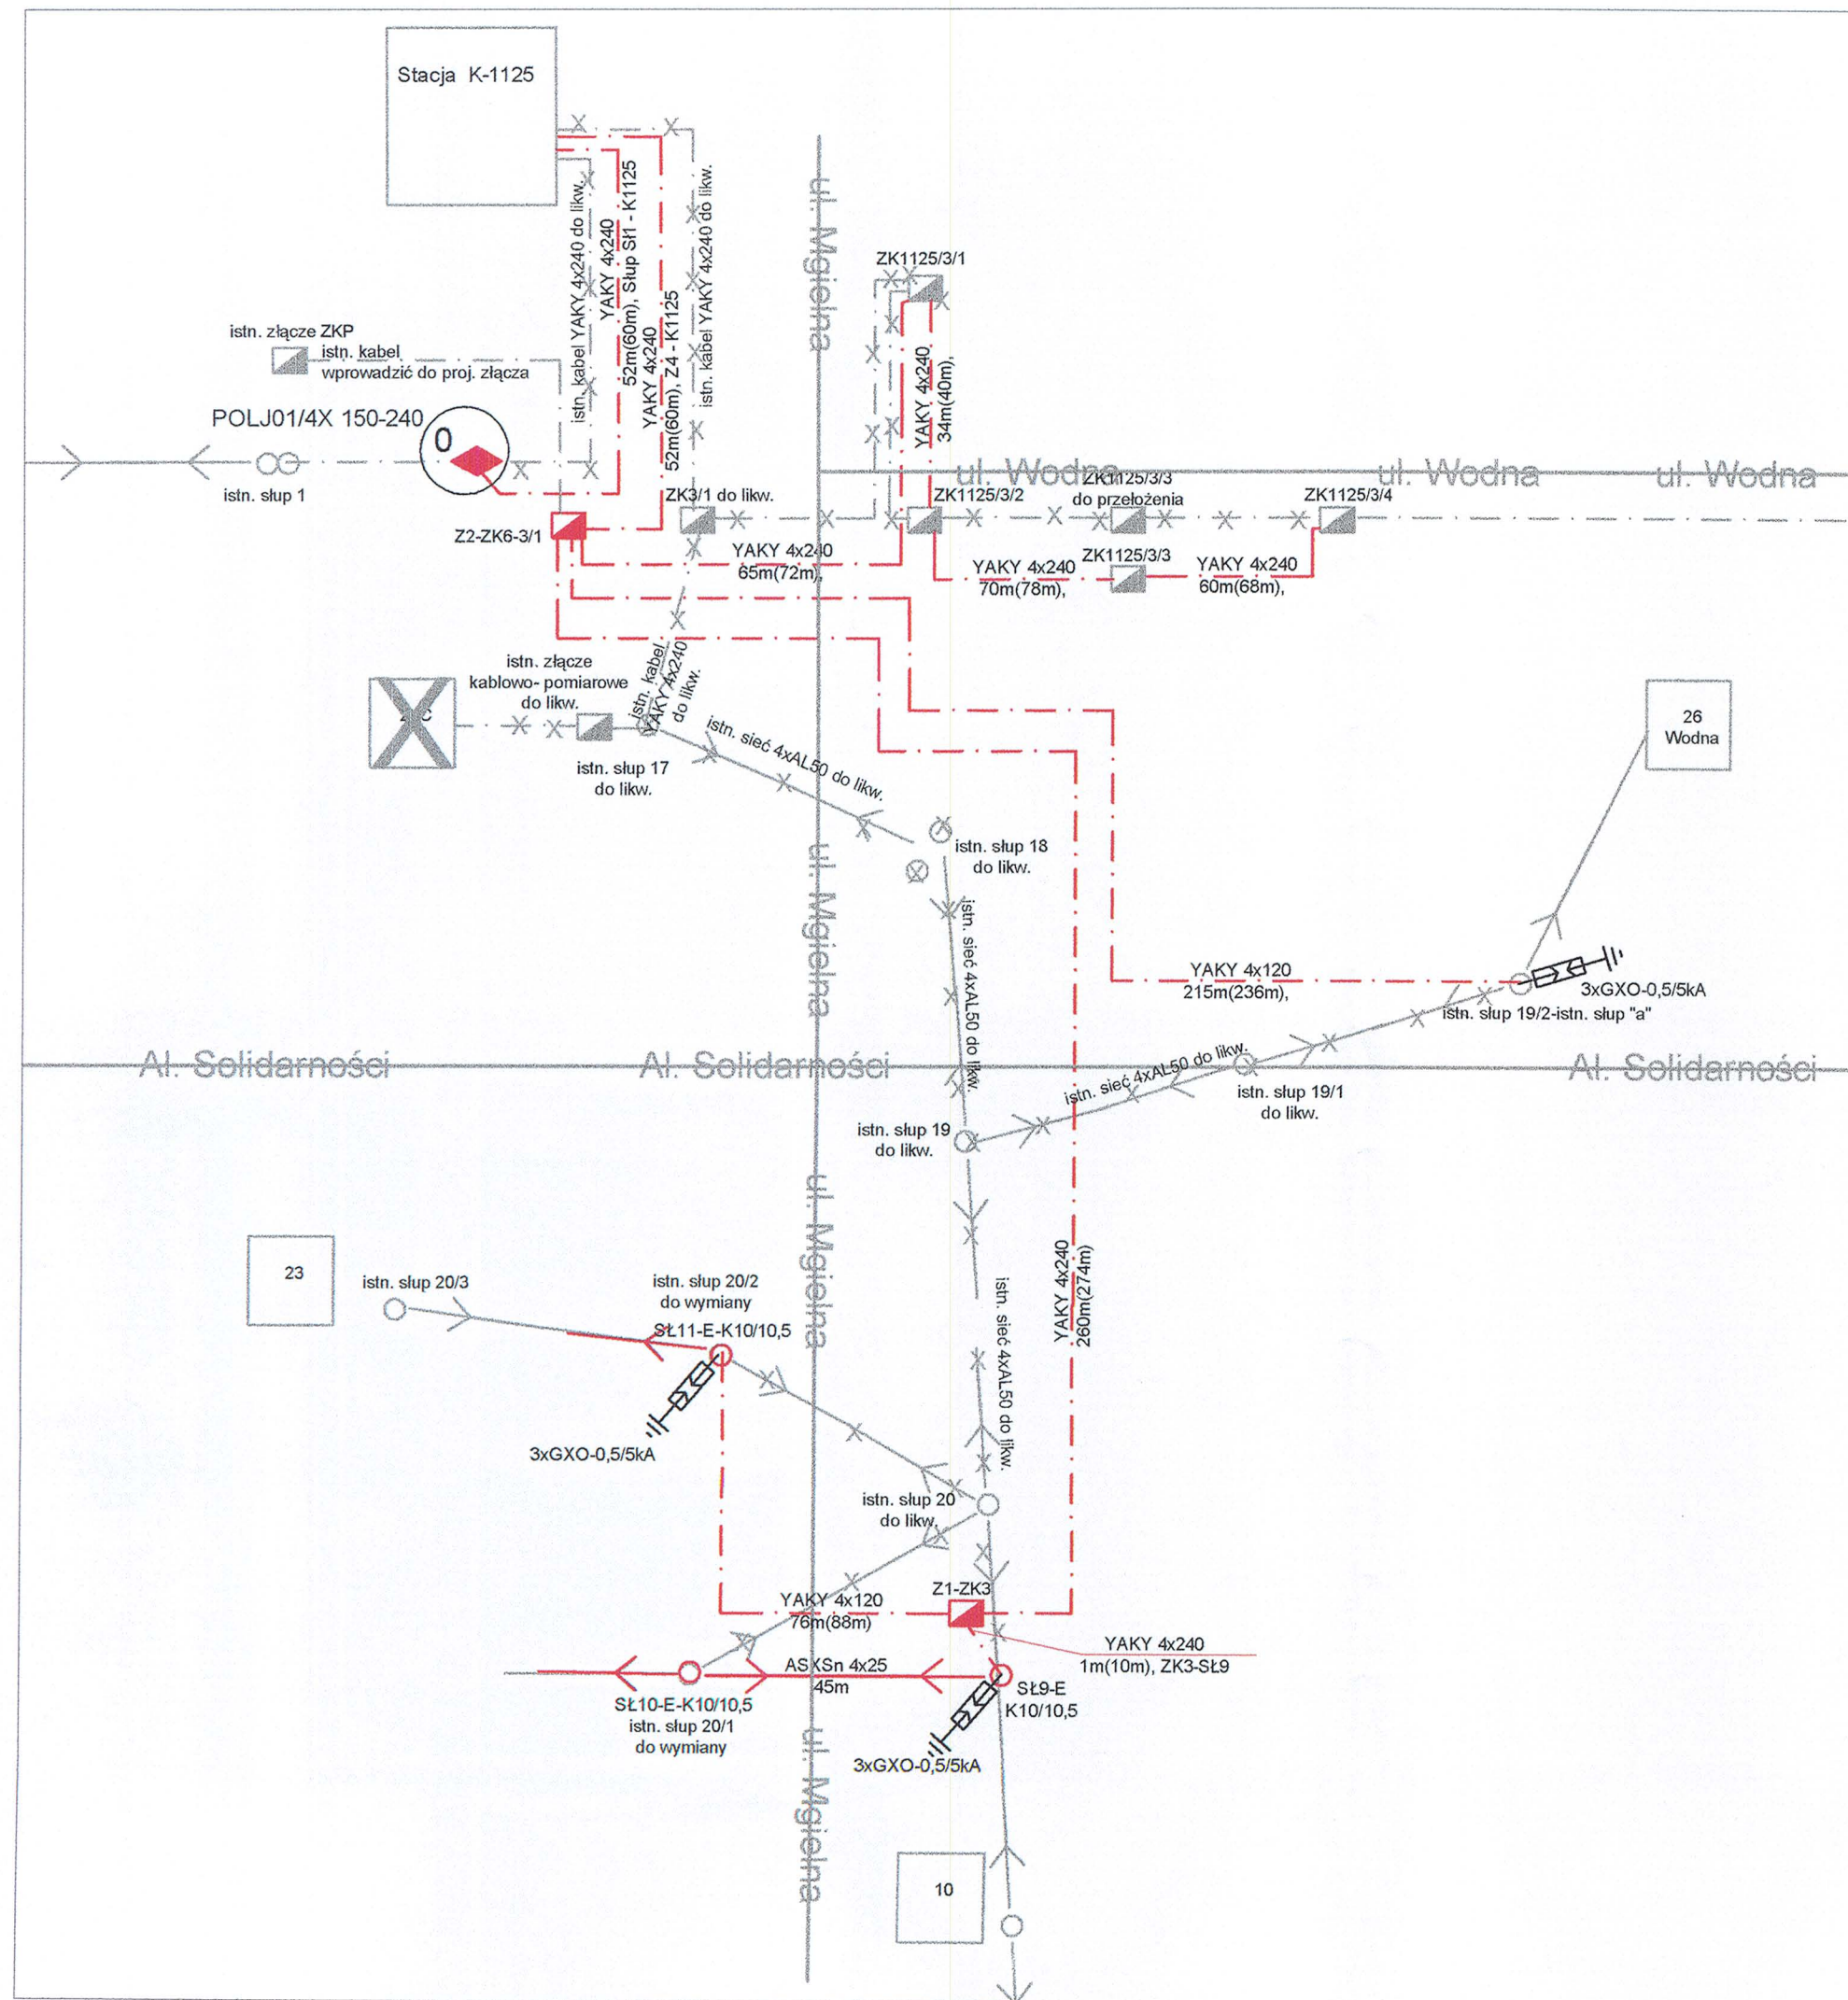 Stacja K-1125
istn. kabel YAKY 4x240 do likw.
YAKY 4x240
52m(60m), Słup Sł1 - K1125
YAKY 4x240
52m(60m), Z4 - K1125
istn. kabel YAKY 4x240 do likw.
ul. Mgielna
ZK1125/3/1
YAKY 4x240
34m(40m),
istn. złącze ZKP
istn. kabel
wprowadzić do proj. złącza
POLJ01/4X 150-240
0
istn. słup 1
ul. Wodna
ul. Wodna
ul. Wodna
Z2-ZK6-3/1
ZK3/1 do likw.
ZK1125/3/2
ZK1125/3/3
do przełożenia
ZK1125/3/4
YAKY 4x240
65m(72m),
YAKY 4x240
70m(78m),
ZK1125/3/3
YAKY 4x240
60m(68m),
istn. złącze
kablowo- pomiarowe
do likw.
istn. kabel
YAKY 4x240
do likw.
istn. słup 17
do likw.
istn. sieć 4xAL50 do likw.
26
Wodna
istn. słup 18
do likw.
ul. Mgielna
istn. sieć 4xAL50 do likw.
YAKY 4x120
215m(236m),
3xGXO-0,5/5kA
istn. słup 19/2-istn. słup "a"
Al. Solidarności
Al. Solidarności
Al. Solidarności
istn. sieć 4xAL50 do likw.
istn. słup 19/1
do likw.
istn. słup 19
do likw.
ul. Mgielna
YAKY 4x240
260m(274m)
23
istn. słup 20/3
istn. słup 20/2
do wymiany
SŁ11-E-K10/10,5
3xGXO-0,5/5kA
istn. sieć 4xAL50 do likw.
istn. słup 20
do likw.
Z1-ZK3
YAKY 4x120
76m(88m)
YAKY 4x240
1m(10m), ZK3-SŁ9
ASXSn 4x25
45m
SŁ10-E-K10/10,5
istn. słup 20/1
do wymiany
SŁ9-E
K10/10,5
3xGXO-0,5/5kA
ul. Mgielna
10